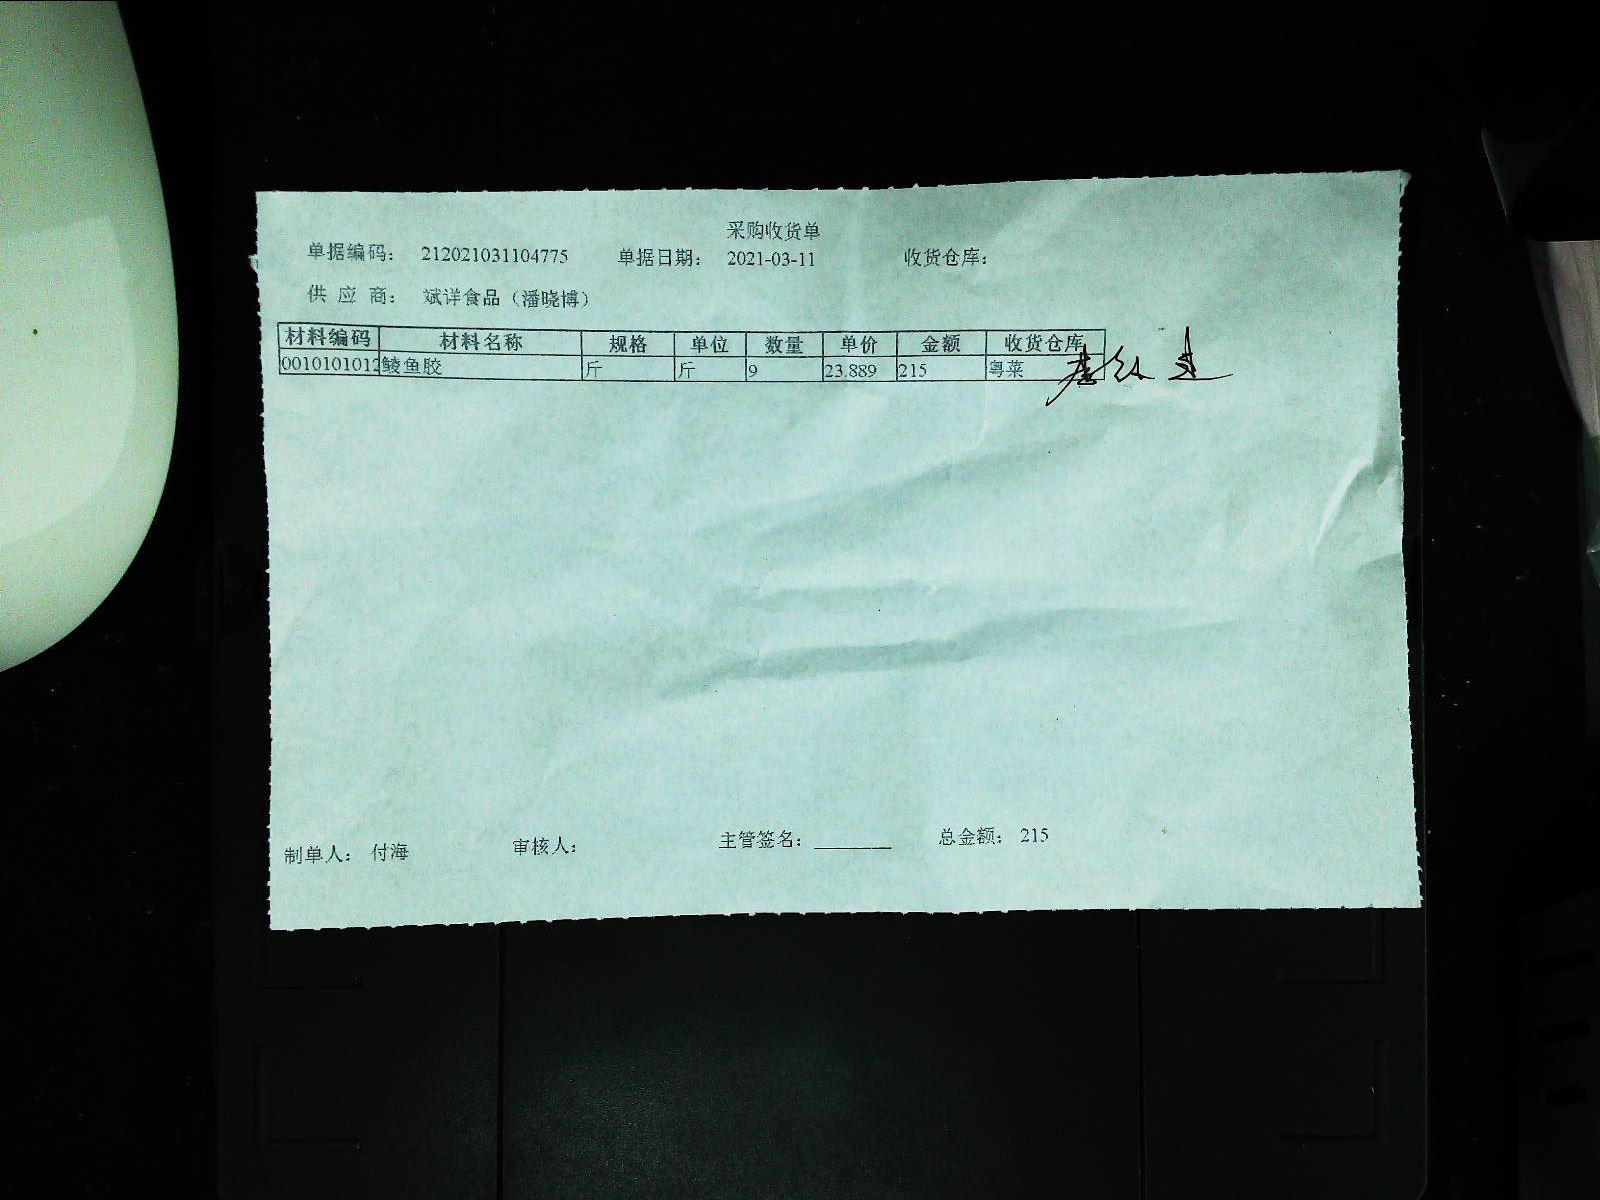 采购收货单
单据编码： 212021031104775 单据日期： 2021-03-11 收货仓库：
供 应 商： 斌详食品（潘晓博）
材料编码 材料名称 规格 单位 数量 单价 金额 收货仓库
0010101012 鲮鱼胶 斤 斤 9 23.889 215 粤菜
制单人： 付海 审核人： 主管签名： 总金额： 215